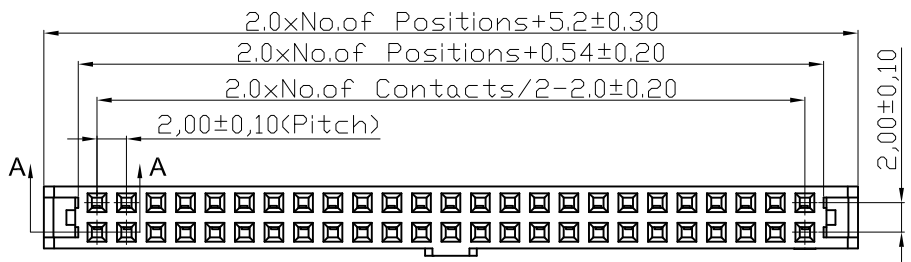 2.0xNo.of Positions+5.2±0.30
2.0xNo.of Positions+0.54±0.20
2.0xNo.of Contacts/2-2.0±0.20
2,00±0,10(Pitch)
2,00±0,10
A
A